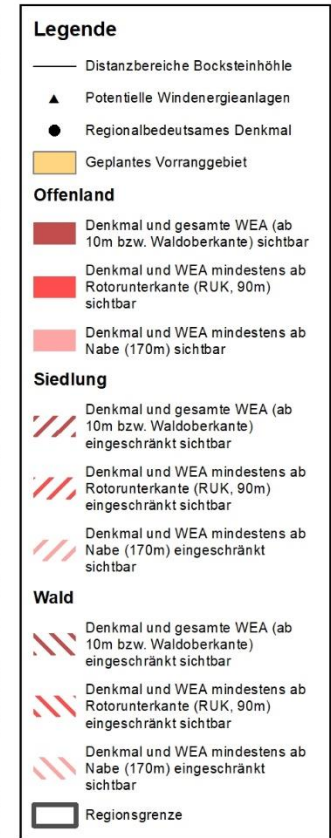 Legende
Distanzbereiche Bocksteinhöhle
Potentielle Windenergieanlagen
Regionalbedeutsames Denkmal
Geplantes Vorranggebiet
Offenland
Denkmal und gesamte WEA (ab
10m bzw. Waldoberkante) sichtbar
Denkmal und WEA mindestens ab
Rotorunterkante (RUK, 90m)
sichtbar
Denkmal und WEA mindestens ab
Nabe (170m) sichtbar
Siedlung
Denkmal und gesamte WEA (ab
10m bzw. Waldoberkante)
eingeschränkt sichtbar
Denkmal und WEA mindestens ab
Rotorunterkante (RUK, 90m)
eingeschränkt sichtbar
Denkmal und WEA mindestens ab
Nabe (170m) eingeschränkt
sichtbar
Wald
Denkmal und gesamte WEA (ab
10m bzw. Waldoberkante)
eingeschränkt sichtbar
Denkmal und WEA mindestens ab
Rotorunterkante (RUK, 90m)
eingeschränkt sichtbar
Denkmal und WEA mindestens ab
Nabe (170m) eingeschränkt
sichtbar
Regionsgrenze